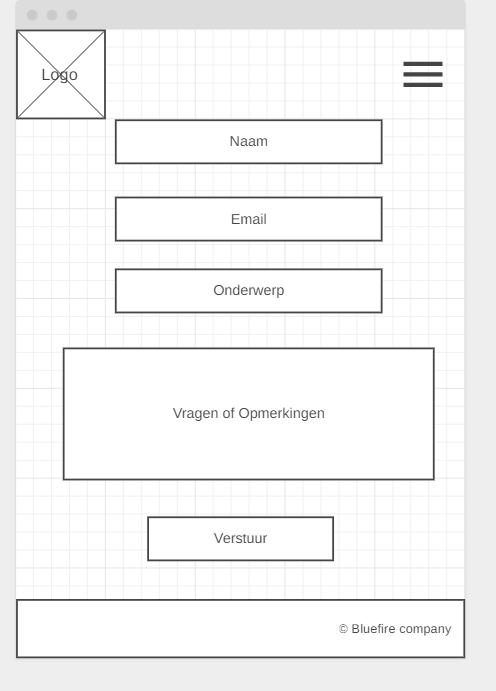 Logo
Naam
Email
Onderwerp
Vragen of Opmerkingen
Verstuur
© Bluefire company